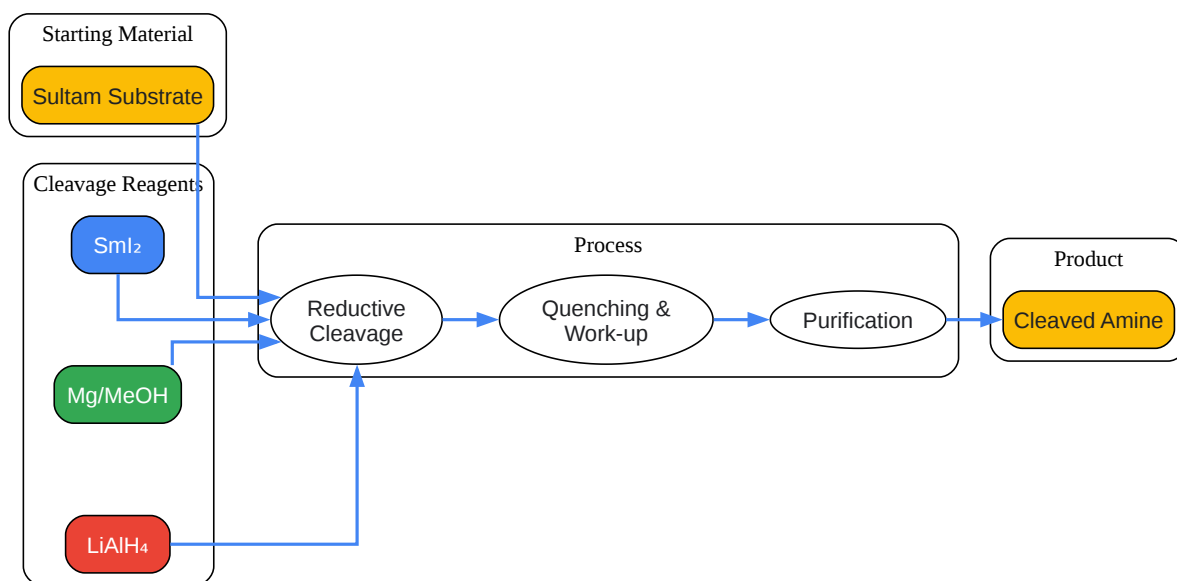 Starting Material
Sultam Substrate
Cleavage Reagents
SmI₂
Mg/MeOH
LiAlH₄
Process
Reductive
Cleavage
Quenching &
Work-up
Purification
Product
Cleaved Amine